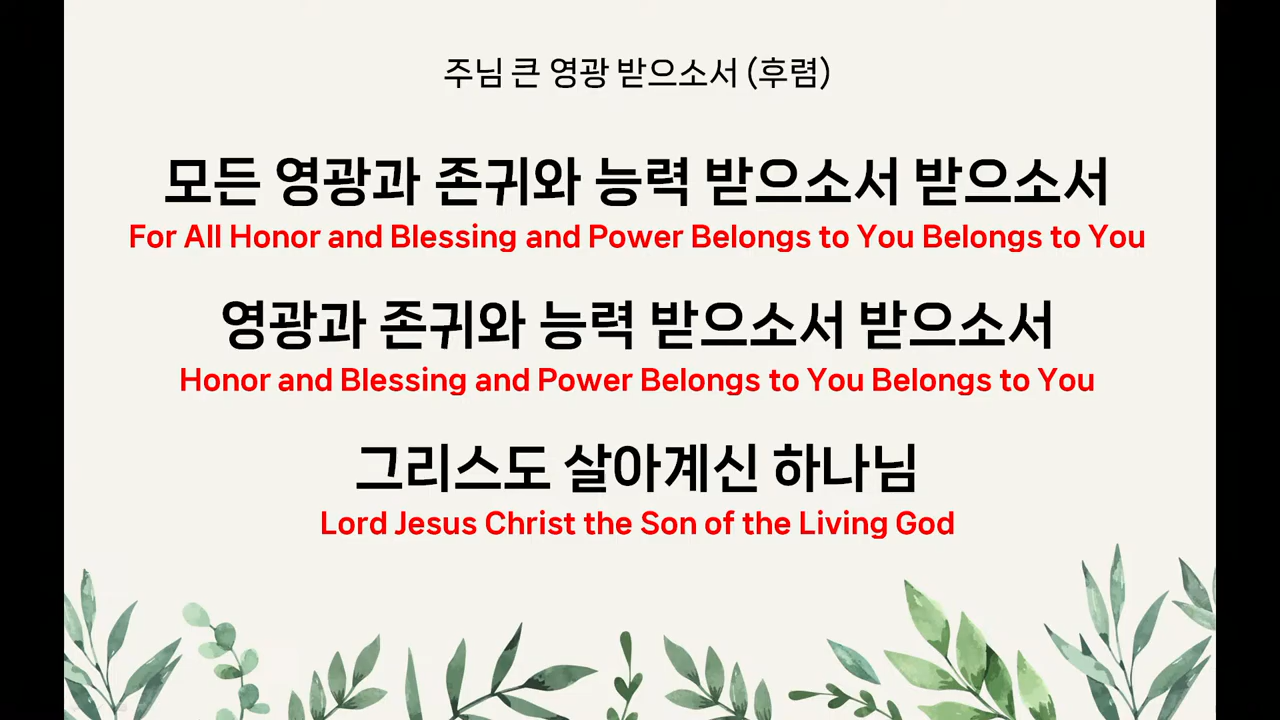 주님 큰 영광 받으소서 (후렴)
모든 영광과 존귀와 능력 받으소서 받으소서
For All Honor and Blessing and Power Belongs to You Belongs to You
영광과 존귀와 능력 받으소서 받으소서
Honor and Blessing and Power Belongs to You Belongs to You
그리스도 살아계신 하나님
Lord Jesus Christ the Son of the Living God